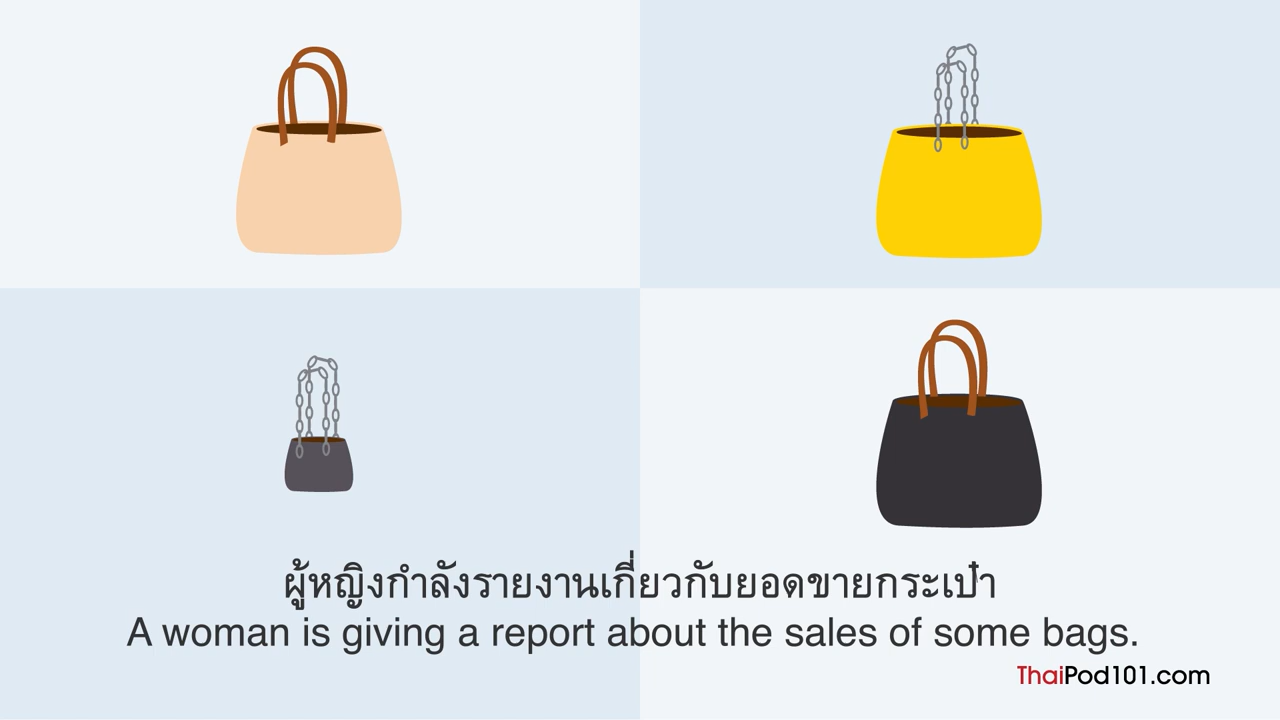 ผู้หญิงกำลังรายงานเกี่ยวกับยอดขายกระเป๋า
A woman is giving a report about the sales of some bags.
ThaiPod101.com